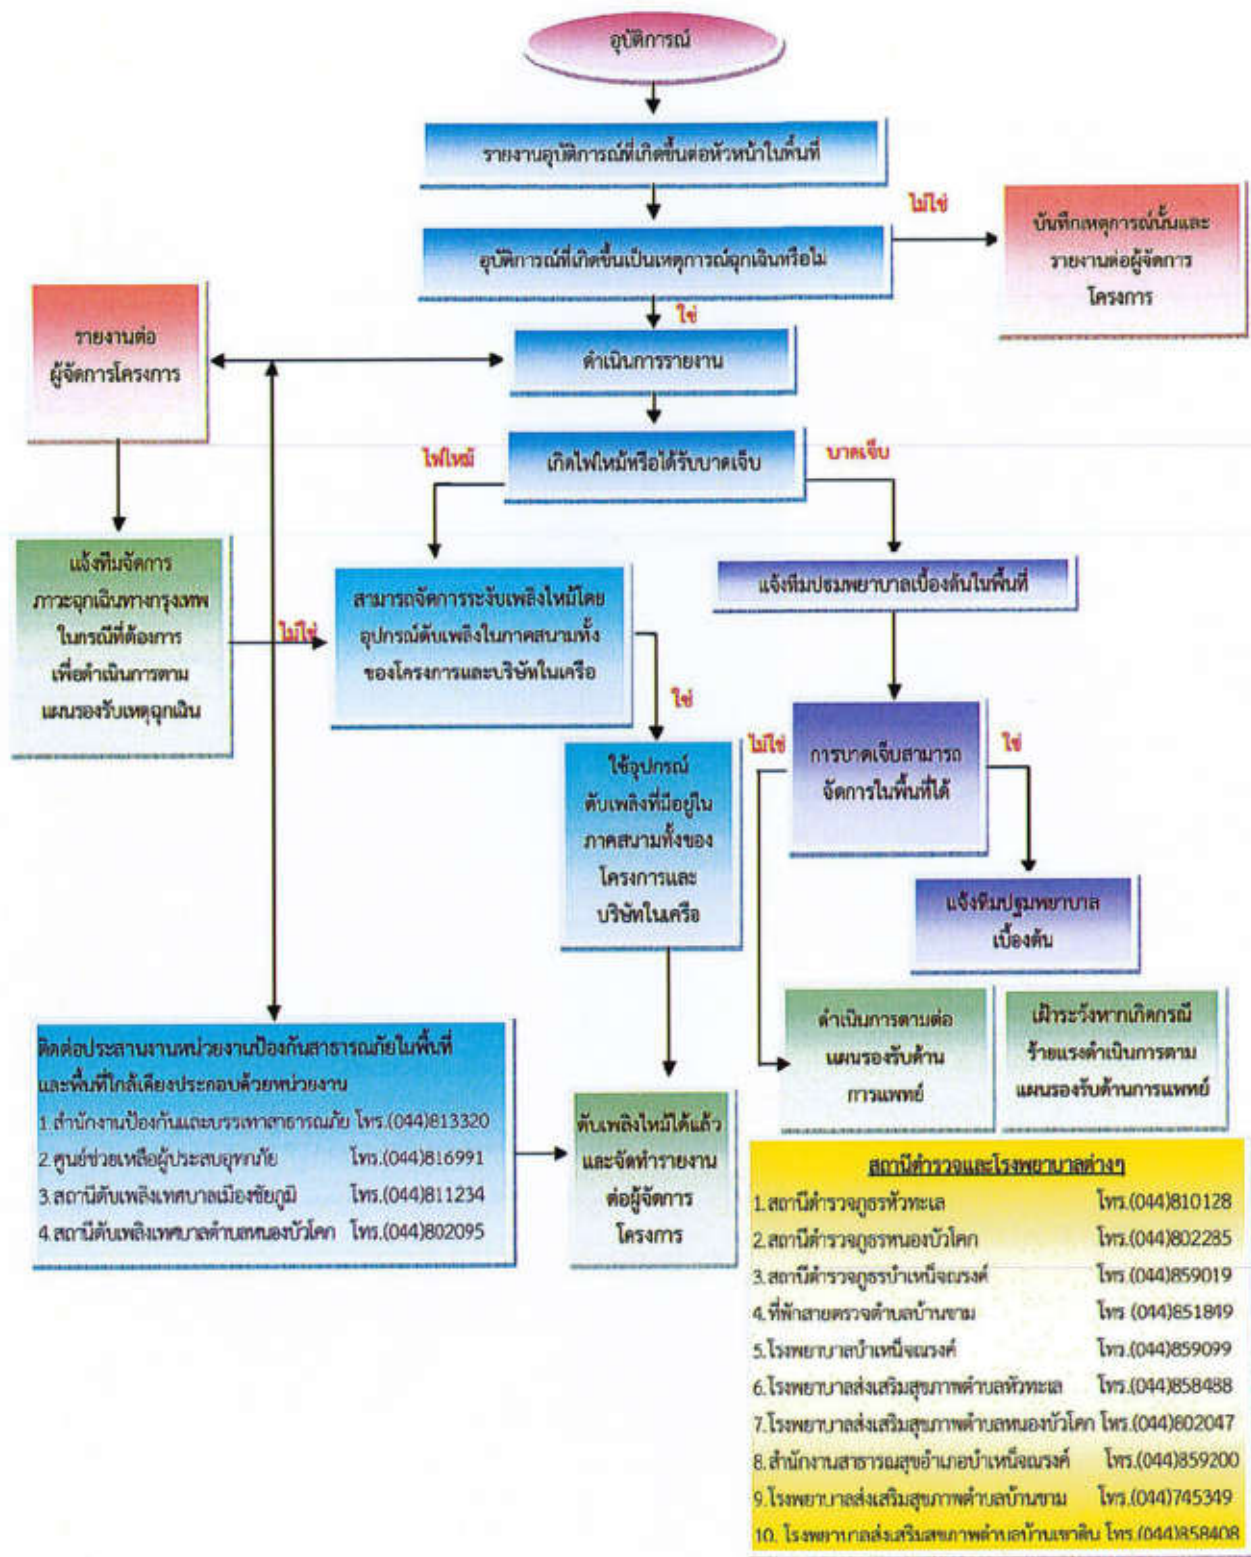 อุบัติการณ์
รายงานอุบัติการณ์ที่เกิดขึ้นต่อหัวหน้าในพื้นที่
ไม่ใช่
อุบัติการณ์ที่เกิดขึ้นเป็นเหตุการณ์ฉุกเฉินหรือไม่
บันทึกเหตุการณ์นั้นและ
รายงานต่อผู้จัดการ
โครงการ
ใช่
รายงานต่อ
ผู้จัดการโครงการ
ดำเนินการรายงาน
ไฟไหม้
เกิดไฟไหม้หรือได้รับบาดเจ็บ
บาดเจ็บ
แจ้งทีมจัดการ
ภาวะฉุกเฉินทางกรุงเทพ
ในกรณีที่ต้องการ
เพื่อดำเนินการตาม
แผนรองรับเหตุฉุกเฉิน
ไม่ใช่
สามารถจัดการระงับเพลิงไหม้โดย
อุปกรณ์ดับเพลิงในภาคสนามทั้ง
ของโครงการและบริษัทในเครือ
แจ้งทีมปธมพยาบาลเบื้องต้นในพื้นที่
ใช่
ใช้อุปกรณ์
ดับเพลิงที่มีอยู่ใน
ภาคสนามทั้งของ
โครงการและ
บริษัทในเครือ
ไม่ใช่
การบาดเจ็บสามารถ
จัดการในพื้นที่ได้
ใช่
แจ้งทีมปฐมพยาบาล
เบื้องต้น
ดำเนินการตามต่อ
แผนรองรับด้าน
การแพทย์
เฝ้าระวังหากเกิดกรณี
ร้ายแรงดำเนินการตาม
แผนรองรับด้านการแพทย์
ติดต่อประสานงานหน่วยงานป้องกันสาธารณภัยในพื้นที่
และพื้นที่ใกล้เคียงประกอบด้วยหน่วยงาน
1.สำนักงานป้องกันและบรรเทาสาธารณภัย โทร.(044)813320
2.ศูนย์ช่วยเหลือผู้ประสบอุทกภัย โทร.(044)816991
3.สถานีดับเพลิงเทศบาลเมืองชัยภูมิ โทร.(044)811234
4.สถานีดับเพลิงเทศบาลตำบลหนองบัวโคก โทร.(044)802095
ดับเพลิงไหม้ได้แล้ว
และจัดทำรายงาน
ต่อผู้จัดการ
โครงการ
สถานีตำรวจและโรงพยาบาลต่างๆ
1.สถานีตำรวจภูธรหัวทะเล โทร.(044)810128
2.สถานีตำรวจภูธรหนองบัวโคก โทร.(044)802285
3.สถานีตำรวจภูธรบำเหน็จณรงค์ โทร.(044)859019
4.ที่พักสายตรวจตำบลบ้านขาม โทร (044)851849
5.โรงพยาบาลบำเหน็จณรงค์ โทร.(044)859099
6.โรงพยาบาลส่งเสริมสุขภาพตำบลหัวทะเล โทร.(044)858488
7.โรงพยาบาลส่งเสริมสุขภาพตำบลหนองบัวโคก โทร.(044)802047
8.สำนักงานสาธารณสุขอำเภอบำเหน็จณรงค์ โทร.(044)859200
9.โรงพยาบาลส่งเสริมสุขภาพตำบลบ้านขาม โทร.(044)745349
10. โรงพยาบาลส่งเสริมสุขภาพตำบลบ้านเขาดิน โทร.(044)858408